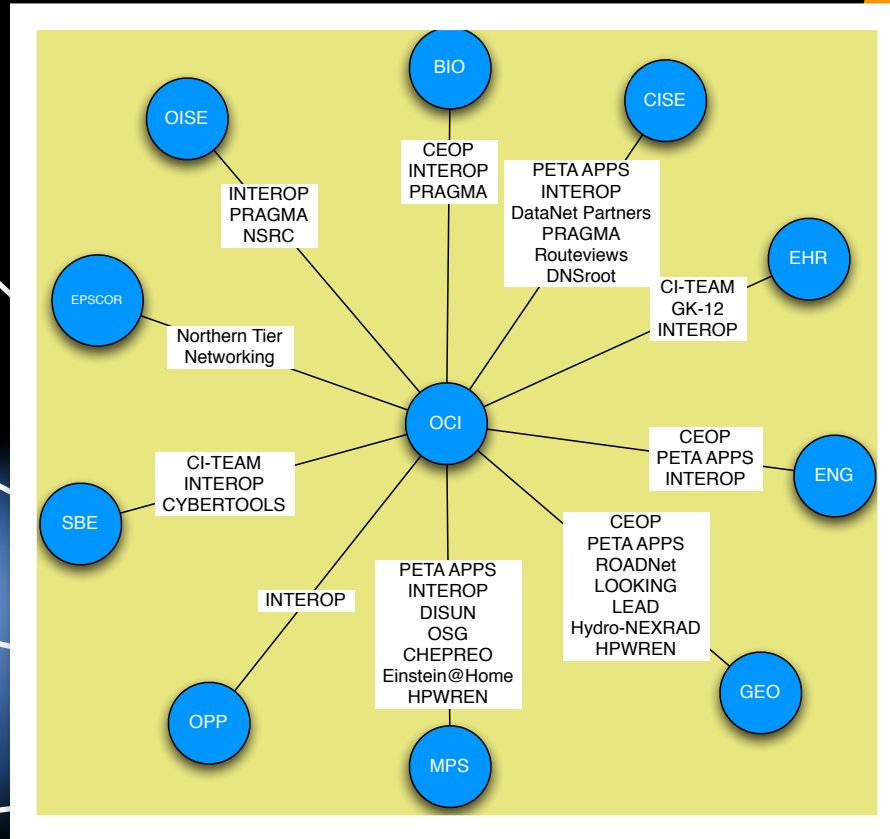 BIO
CISE
OISE
CEOP
INTEROP
PRAGMA
PETA APPS
INTEROP
DataNet Partners
PRAGMA
Routeviews
DNSroot
INTEROP
PRAGMA
NSRC
EHR
CI-TEAM
GK-12
INTEROP
EPSCOR
Northern Tier
Networking
OCI
CEOP
PETA APPS
INTEROP
ENG
CI-TEAM
INTEROP
CYBERTOOLS
SBE
CEOP
PETA APPS
ROADNet
LOOKING
LEAD
Hydro-NEXRAD
HPWREN
PETA APPS
INTEROP
DISUN
OSG
CHEPREO
Einstein@Home
HPWREN
INTEROP
GEO
OPP
MPS